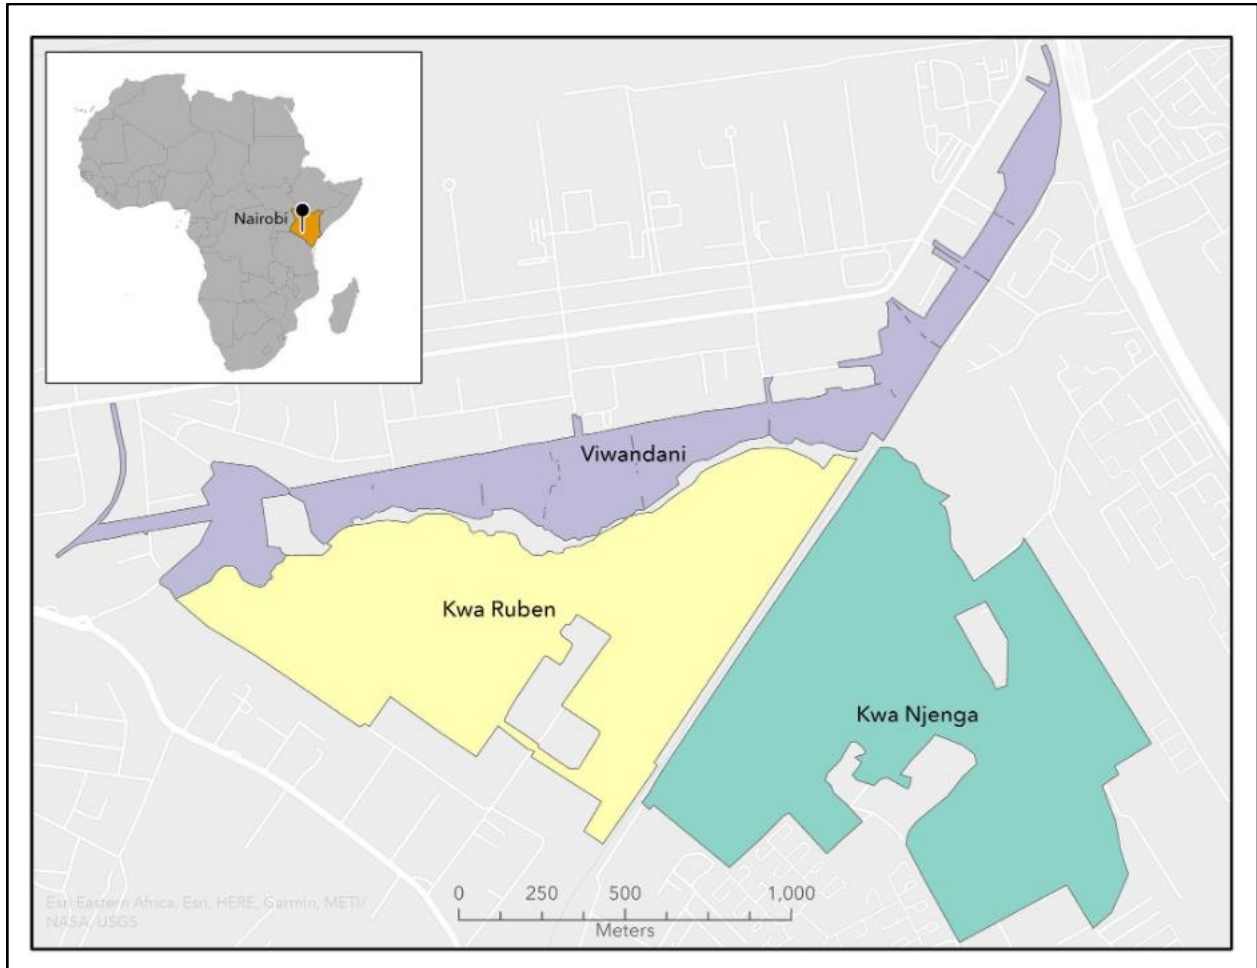 Nairobi
Viwandani
Kwa Ruben
Kwa Njenga
0 250 500 1,000
Meters
Esri Eastern Africa, Esri, HERE, Garmin, METI/
NASA, USGS